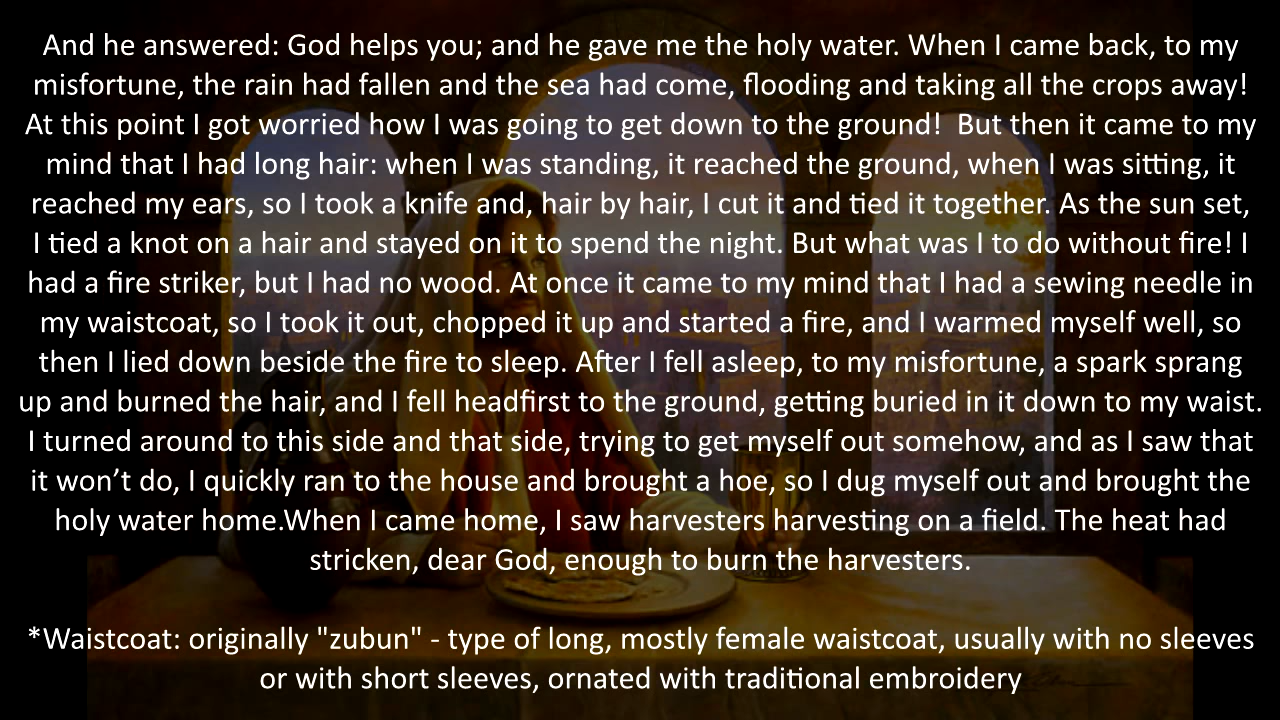 And he answered: God helps you; and he gave me the holy water. When I came back, to my
misfortune, the rain had fallen and the sea had come, flooding and taking all the crops away!
At this point I got worried how I was going to get down to the ground!  But then it came to my
mind that I had long hair: when I was standing, it reached the ground, when I was sitting, it
reached my ears, so I took a knife and, hair by hair, I cut it and tied it together. As the sun set,
I tied a knot on a hair and stayed on it to spend the night. But what was I to do without fire! I
had a fire striker, but I had no wood. At once it came to my mind that I had a sewing needle in
my waistcoat, so I took it out, chopped it up and started a fire, and I warmed myself well, so
then I lied down beside the fire to sleep. After I fell asleep, to my misfortune, a spark sprang
up and burned the hair, and I fell headfirst to the ground, getting buried in it down to my waist.
I turned around to this side and that side, trying to get myself out somehow, and as I saw that
it won’t do, I quickly ran to the house and brought a hoe, so I dug myself out and brought the
holy water home.When I came home, I saw harvesters harvesting on a field. The heat had
stricken, dear God, enough to burn the harvesters.
*Waistcoat: originally "zubun" - type of long, mostly female waistcoat, usually with no sleeves
or with short sleeves, ornated with traditional embroidery